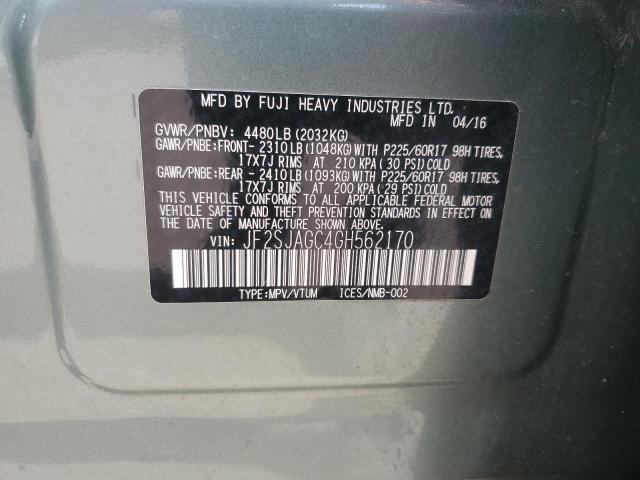 MFD BY FUJI HEAVY INDUSTRIES LTD.
MFD IN 04/16
GVWR/PNBV: 4480LB (2032KG)
GAWR/PNBE:FRONT- 2310LB (1048KG) WITH P225/60R17 98H TIRES,
17X7J RIMS AT 210 KPA (30 PSI) COLD
GAWR/PNBE:REAR - 2410LB (1093KG) WITH P225/60R17 98H TIRES,
17X7J RIMS AT 200 KPA (29 PSI) COLD
THIS VEHICLE CONFORMS TO ALL APPLICABLE FEDERAL MOTOR
VEHICLE SAFETY AND THEFT PREVENTION STANDARDS IN EFFECT ON
THE DATE OF MANUFACTURE SHOWN ABOVE.
VIN: JF2SJAGC4GH562170
TYPE:MPV/VTUM ICES/NMB-002